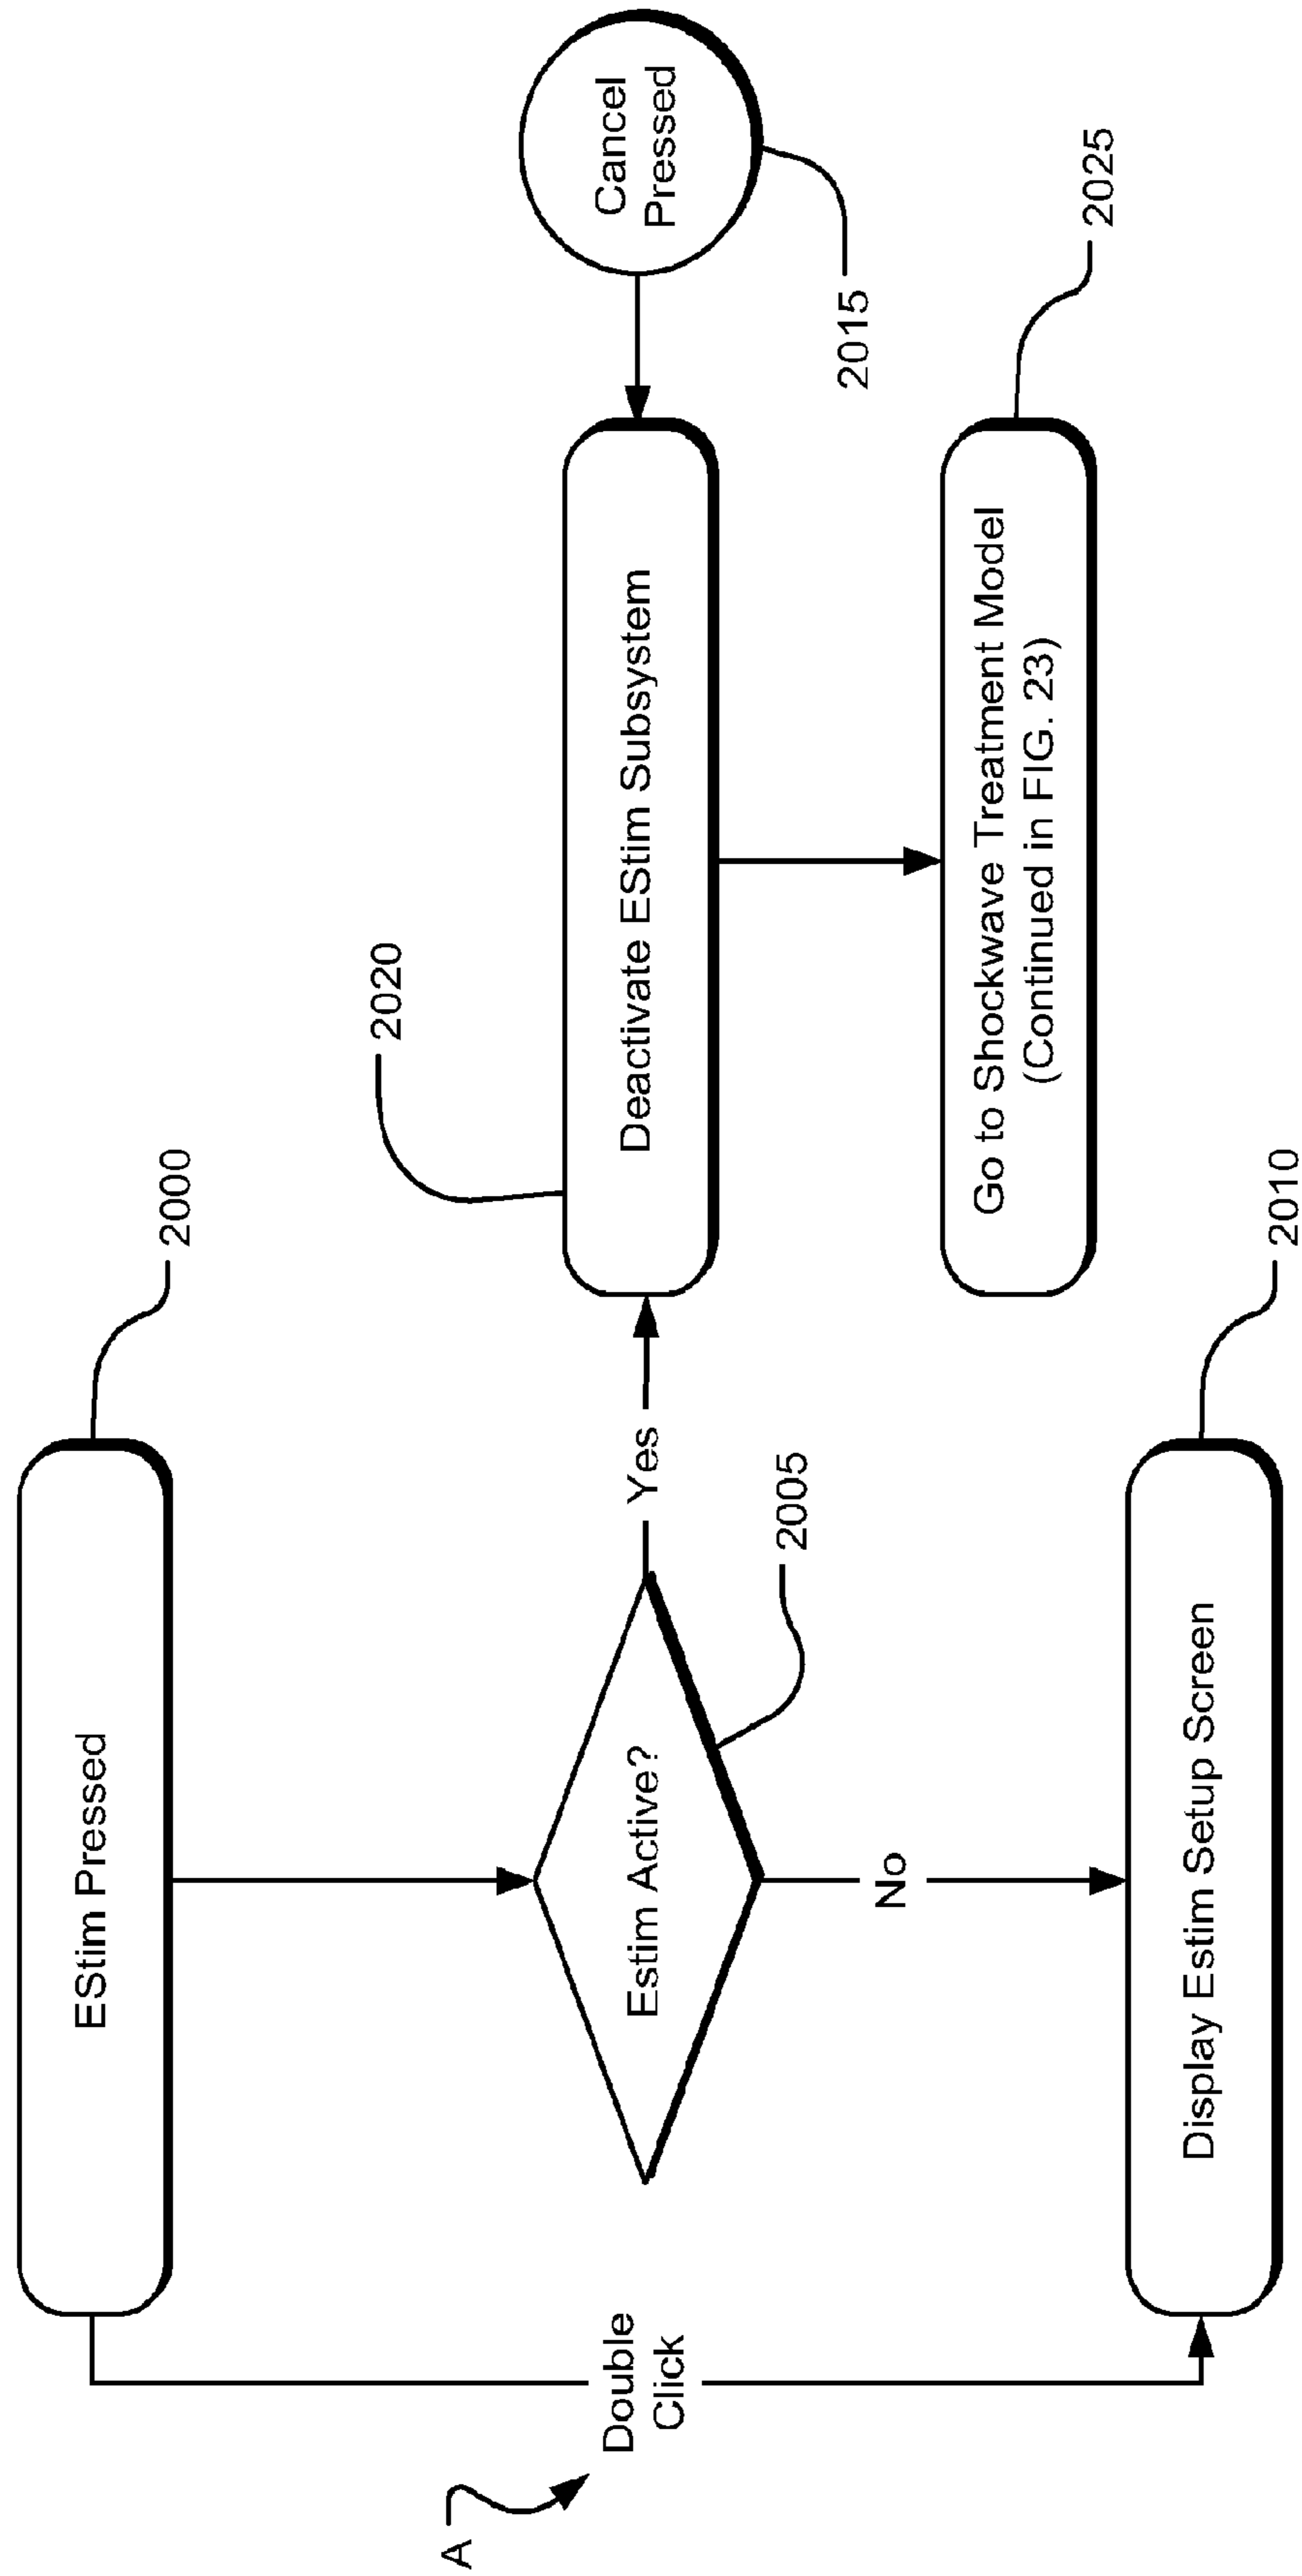 EStim Pressed
2000
A
Double
Click
Estim Active?
2005
Yes
No
Display Estim Setup Screen
2010
2020
Deactivate EStim Subsystem
Cancel
Pressed
2015
Go to Shockwave Treatment Model
(Continued in FIG. 23)
2025